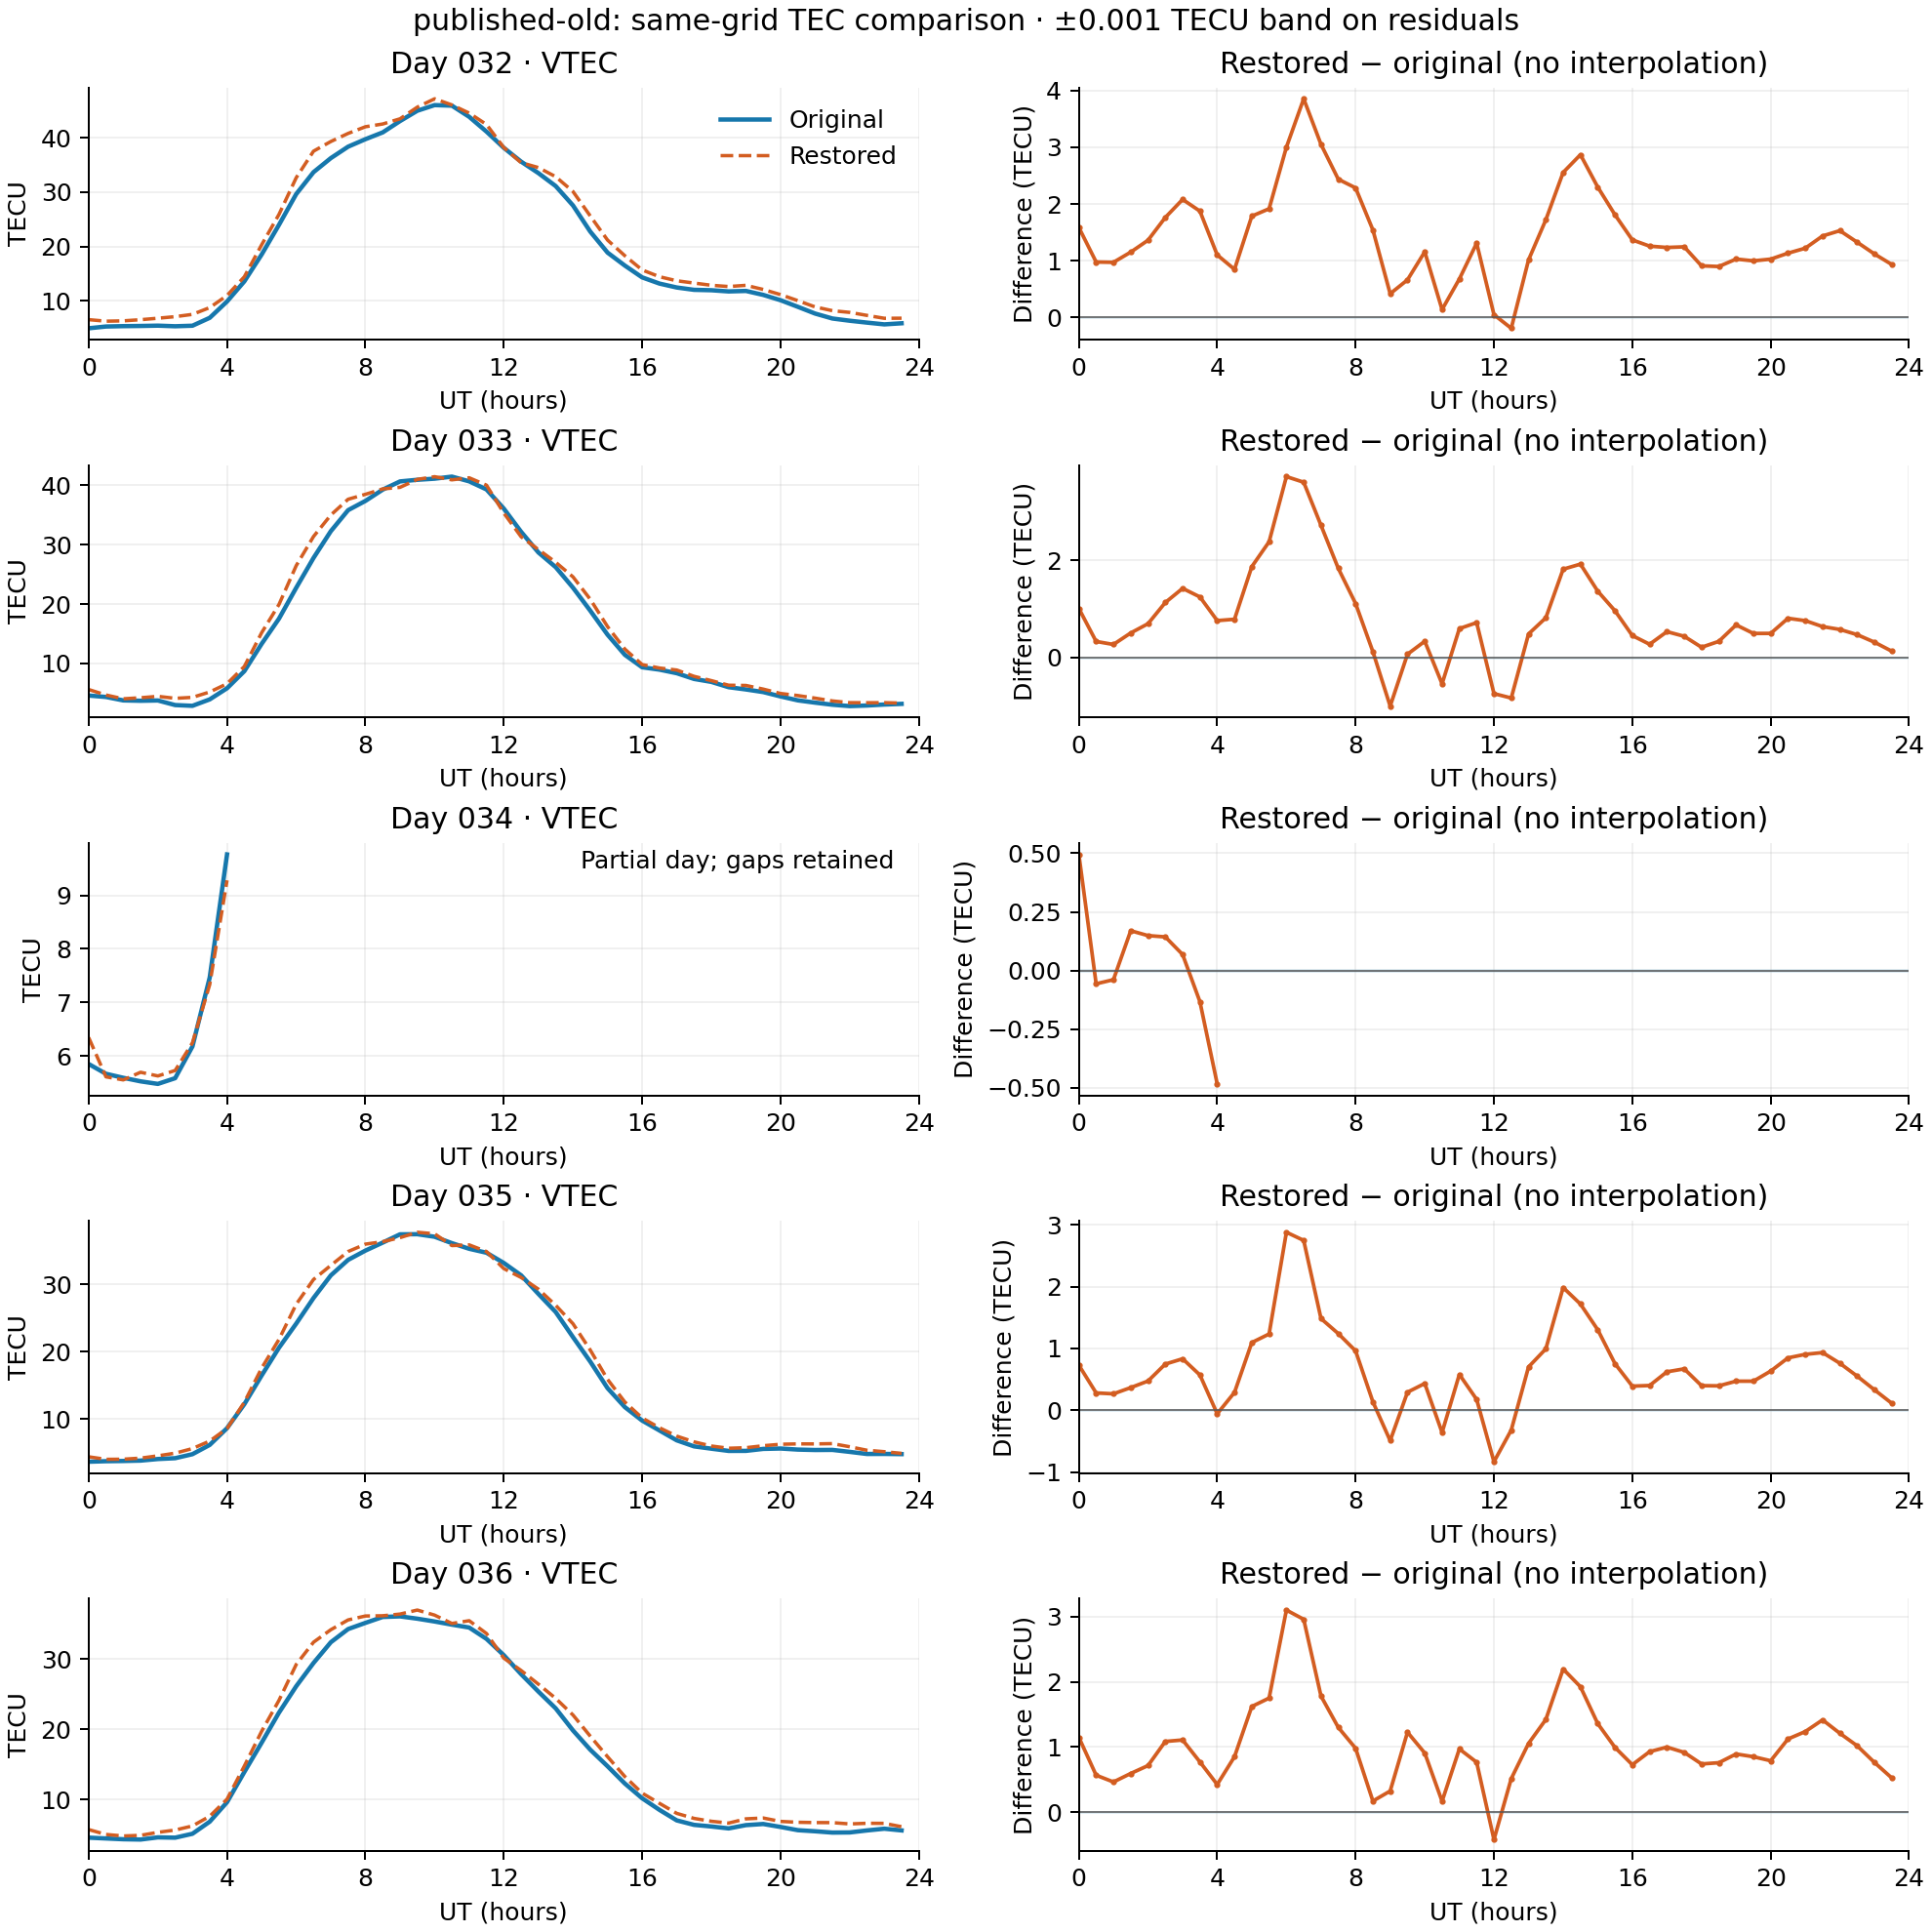 published-old: same-grid TEC comparison · ±0.001 TECU band on residuals
Day 032 · VTEC
Restored − original (no interpolation)
TECU
40
30
20
10
Original
Restored
0 4 8 12 16 20 24
UT (hours)
Difference (TECU)
4
3
2
1
0
0 4 8 12 16 20 24
UT (hours)
Day 033 · VTEC
Restored − original (no interpolation)
TECU
40
30
20
10
0 4 8 12 16 20 24
UT (hours)
Difference (TECU)
2
0
0 4 8 12 16 20 24
UT (hours)
Day 034 · VTEC
Restored − original (no interpolation)
TECU
9
8
7
6
Partial day; gaps retained
0 4 8 12 16 20 24
UT (hours)
Difference (TECU)
0.50
0.25
0.00
−0.25
−0.50
0 4 8 12 16 20 24
UT (hours)
Day 035 · VTEC
Restored − original (no interpolation)
TECU
30
20
10
0 4 8 12 16 20 24
UT (hours)
Difference (TECU)
3
2
1
0
−1
0 4 8 12 16 20 24
UT (hours)
Day 036 · VTEC
Restored − original (no interpolation)
TECU
30
20
10
0 4 8 12 16 20 24
UT (hours)
Difference (TECU)
3
2
1
0
0 4 8 12 16 20 24
UT (hours)